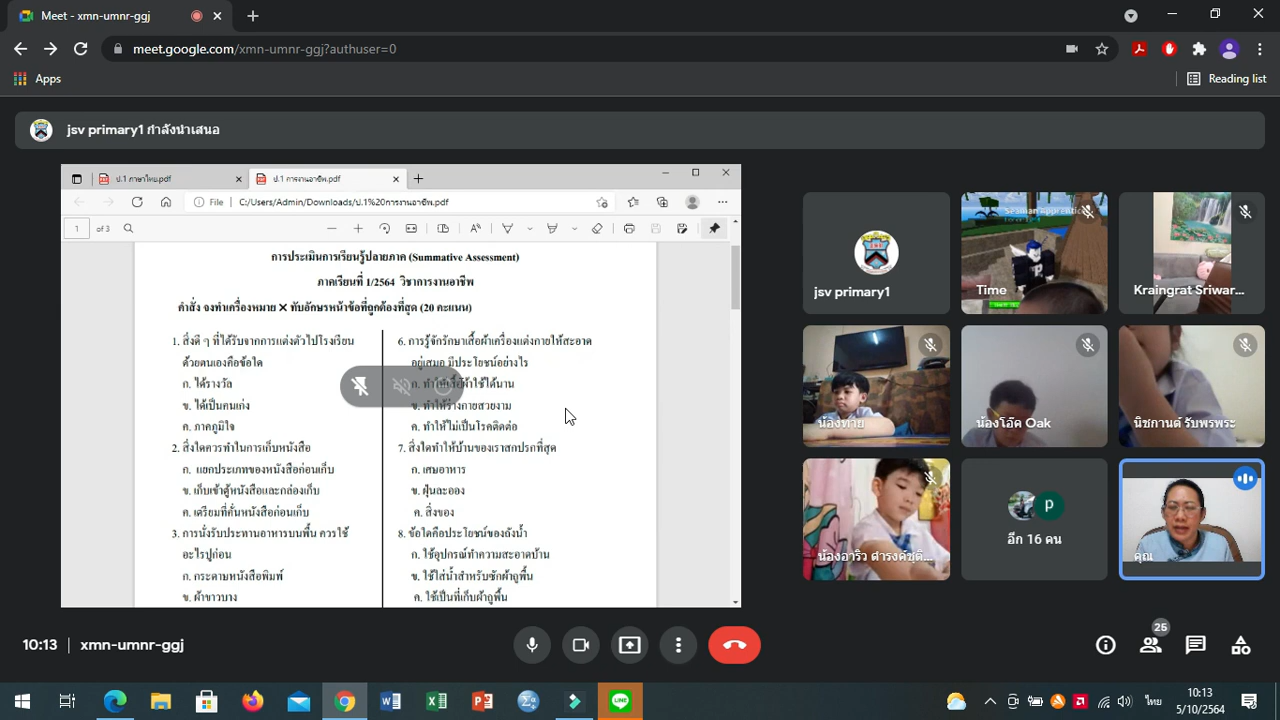 Meet - xmn-umnr-ggj
meet.google.com/xmn-umnr-ggj?authuser=0
Apps
Reading list
jsv primary1 กำลังนำเสนอ
ป.1 ภาษาไทย.pdf
ป.1 การงานอาชีพ.pdf
File
C:/Users/Admin/Downloads/ป.1%20การงานอาชีพ.pdf
1 of 3
การประเมินการเรียนรู้ปลายภาค (Summative Assessment)
ภาคเรียนที่ 1/2564 วิชาการงานอาชีพ
คำสั่ง จงทำเครื่องหมาย ✕ ทับอักษรหน้าข้อที่ถูกต้องที่สุด (20 คะแนน)
1. สิ่งดี ๆ ที่ได้รับจากการแต่งตัวไปโรงเรียน
ด้วยตนเองคือข้อใด
ก. ได้รางวัล
ข. ได้เป็นคนเก่ง
ค. ภาคภูมิใจ
2. สิ่งใดควรทำในการเก็บหนังสือ
ก. แยกประเภทของหนังสือก่อนเก็บ
ข. เก็บเข้าตู้หนังสือและกล่องเก็บ
ค. เตรียมที่คั่นหนังสือก่อนเก็บ
3. การนั่งรับประทานอาหารบนพื้น ควรใช้
อะไรปูก่อน
ก. กระดาษหนังสือพิมพ์
ข. ผ้าขาวบาง
6. การรู้จักรักษาเสื้อผ้าเครื่องแต่งกายให้สะอาด
อยู่เสมอ มีประโยชน์อย่างไร
ก. ทำให้เสื้อผ้าใช้ได้นาน
ข. ทำให้ร่างกายสวยงาม
ค. ทำให้ไม่เป็นโรคติดต่อ
7. สิ่งใดทำให้บ้านของเราสกปรกที่สุด
ก. เศษอาหาร
ข. ฝุ่นละออง
ค. สิ่งของ
8. ข้อใดคือประโยชน์ของถังน้ำ
ก. ใช้อุปกรณ์ทำความสะอาดบ้าน
ข. ใช้ใส่น้ำสำหรับซักผ้าถูพื้น
ค. ใช้เป็นที่เก็บผ้าถูพื้น
jsv primary1
Time
Kraingrat Sriwar...
น้องทาย
น้องโอ๊ค Oak
นิชกานต์ รับพรพระ
น้องอาริว ดำรงค์ชุติ...
p
อีก 16 คน
คุณ
10:13
xmn-umnr-ggj
25
ไทย
10:13
5/10/2564